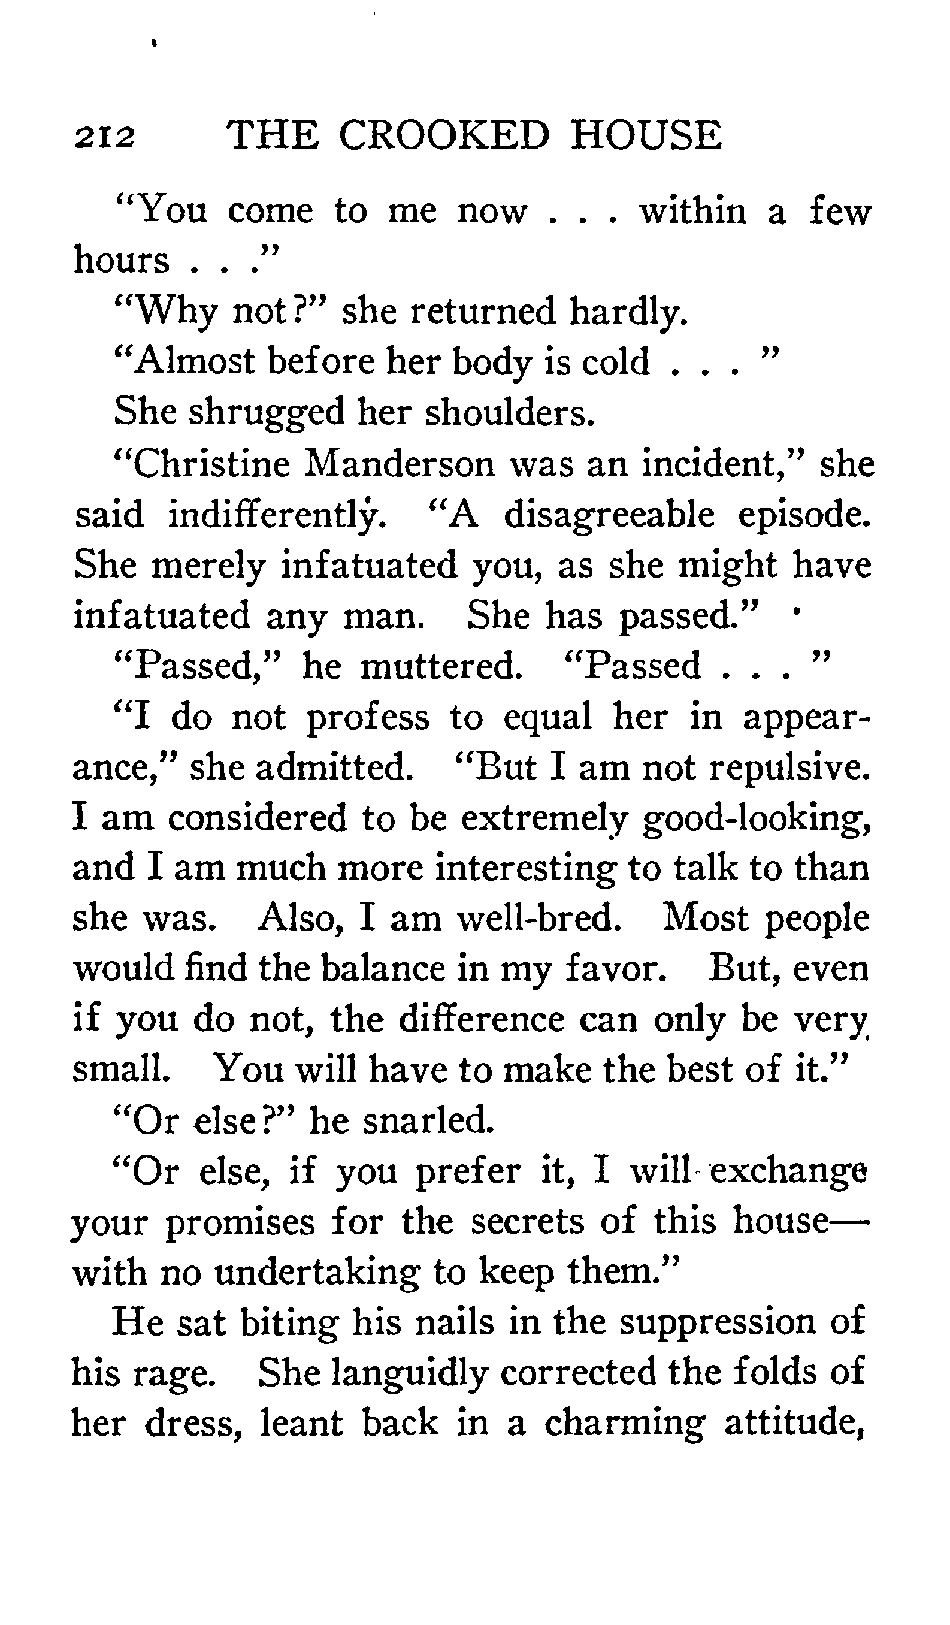 212 THE CROOKED HOUSE
“You come to me now . . . within a few
hours . . .”
“Why not?” she returned hardly.
“Almost before her body is cold . . . ”
She shrugged her shoulders.
“Christine Manderson was an incident,” she
said indifferently. “A disagreeable episode.
She merely infatuated you, as she might have
infatuated any man. She has passed.”
“Passed,” he muttered. “Passed . . . ”
“I do not profess to equal her in appear-
ance,” she admitted. “But I am not repulsive.
I am considered to be extremely good-looking,
and I am much more interesting to talk to than
she was. Also, I am well-bred. Most people
would find the balance in my favor. But, even
if you do not, the difference can only be very
small. You will have to make the best of it.”
“Or else?” he snarled.
“Or else, if you prefer it, I will exchange
your promises for the secrets of this house—
with no undertaking to keep them.”
He sat biting his nails in the suppression of
his rage. She languidly corrected the folds of
her dress, leant back in a charming attitude,